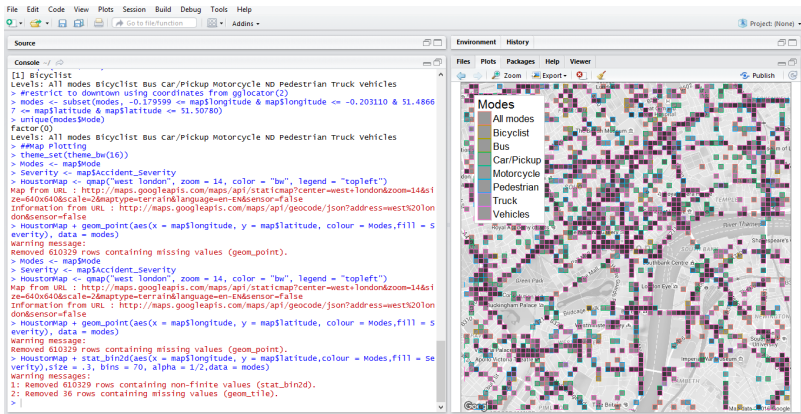 File Edit Code View Plots Session Build Debug Tools Help
Go to file/function Addins
Project: (None)
Source
Console ~/
[1] Bicyclist
Levels: All modes Bicyclist Bus Car/Pickup Motorcycle ND Pedestrian Truck Vehicles
> #restrict to downtown using coordinates from gglocator(2)
> modes <- subset(modes, -0.179599 <= map$longitude & map$longitude <= -0.203110 & 51.4866
7 <= map$latitude & map$latitude <= 51.50780)
> unique(modes$Mode)
factor(0)
Levels: All modes Bicyclist Bus Car/Pickup Motorcycle ND Pedestrian Truck Vehicles
> ##Map Plotting
> theme_set(theme_bw(16))
> Modes <- map$Mode
> Severity <- map$Accident_Severity
> HoustonMap <- qmap("west london", zoom = 14, color = "bw", legend = "topleft")
Map from URL : http://maps.googleapis.com/maps/api/staticmap?center=west+london&zoom=14&si
ze=640x640&scale=2&maptype=terrain&language=en-EN&sensor=false
Information from URL : http://maps.googleapis.com/maps/api/geocode/json?address=west%20lon
don&sensor=false
> HoustonMap + geom_point(aes(x = map$longitude, y = map$latitude, colour = Modes,fill = S
everity), data = modes)
Warning message:
Removed 610329 rows containing missing values (geom_point).
> Modes <- map$Mode
> Severity <- map$Accident_Severity
> HoustonMap <- qmap("west london", zoom = 14, color = "bw", legend = "topleft")
Map from URL : http://maps.googleapis.com/maps/api/staticmap?center=west+london&zoom=14&si
ze=640x640&scale=2&maptype=terrain&language=en-EN&sensor=false
Information from URL : http://maps.googleapis.com/maps/api/geocode/json?address=west%20lon
don&sensor=false
> HoustonMap + geom_point(aes(x = map$longitude, y = map$latitude, colour = Modes,fill = S
everity), data = modes)
Warning message:
Removed 610329 rows containing missing values (geom_point).
> HoustonMap + stat_bin2d(aes(x = map$longitude, y = map$latitude,colour = Modes,fill = Se
verity),size = .3, bins = 70, alpha = 1/2,data = modes)
Warning messages:
1: Removed 610329 rows containing non-finite values (stat_bin2d).
2: Removed 36 rows containing missing values (geom_tile).
>
Environment History
Files Plots Packages Help Viewer
Zoom Export Publish
Modes
All modes
Bicyclist
Bus
Car/Pickup
Motorcycle
Pedestrian
Truck
Vehicles
TEMPLE
River Thames
Green Park
London Eye
LAMBETH
Google
Map data ©2016 Google